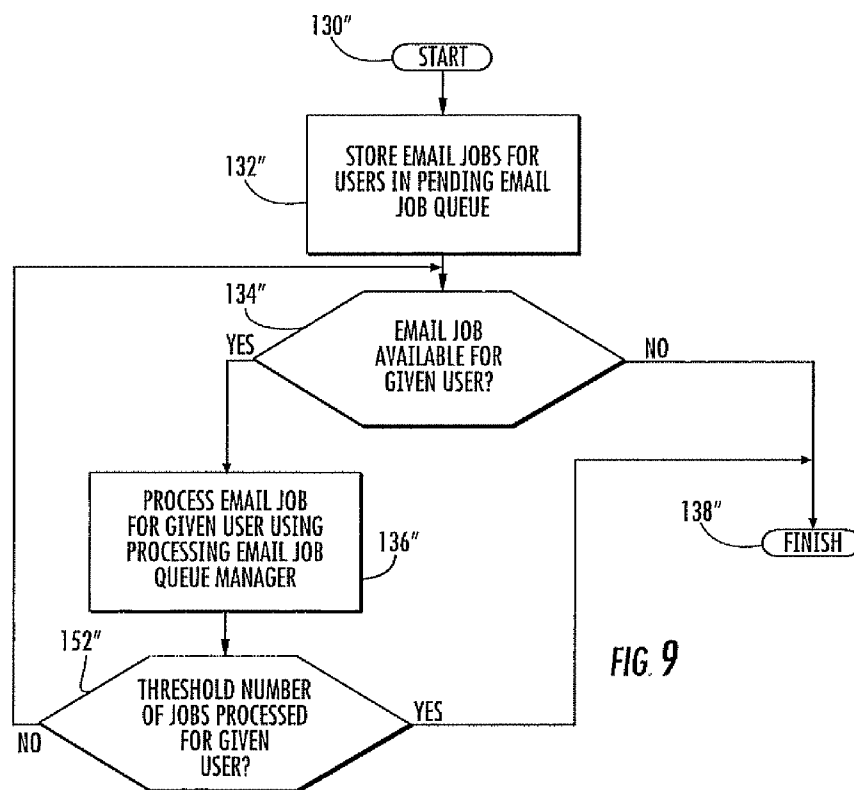 130"
START
132"
STORE EMAIL JOBS FOR
USERS IN PENDING EMAIL
JOB QUEUE
134"
YES
EMAIL JOB
AVAILABLE FOR
GIVEN USER?
NO
PROCESS EMAIL JOB
FOR GIVEN USER USING
PROCESSING EMAIL JOB
QUEUE MANAGER
136"
138"
FINISH
152"
THRESHOLD NUMBER
OF JOBS PROCESSED
FOR GIVEN
USER?
NO
YES
FIG. 9